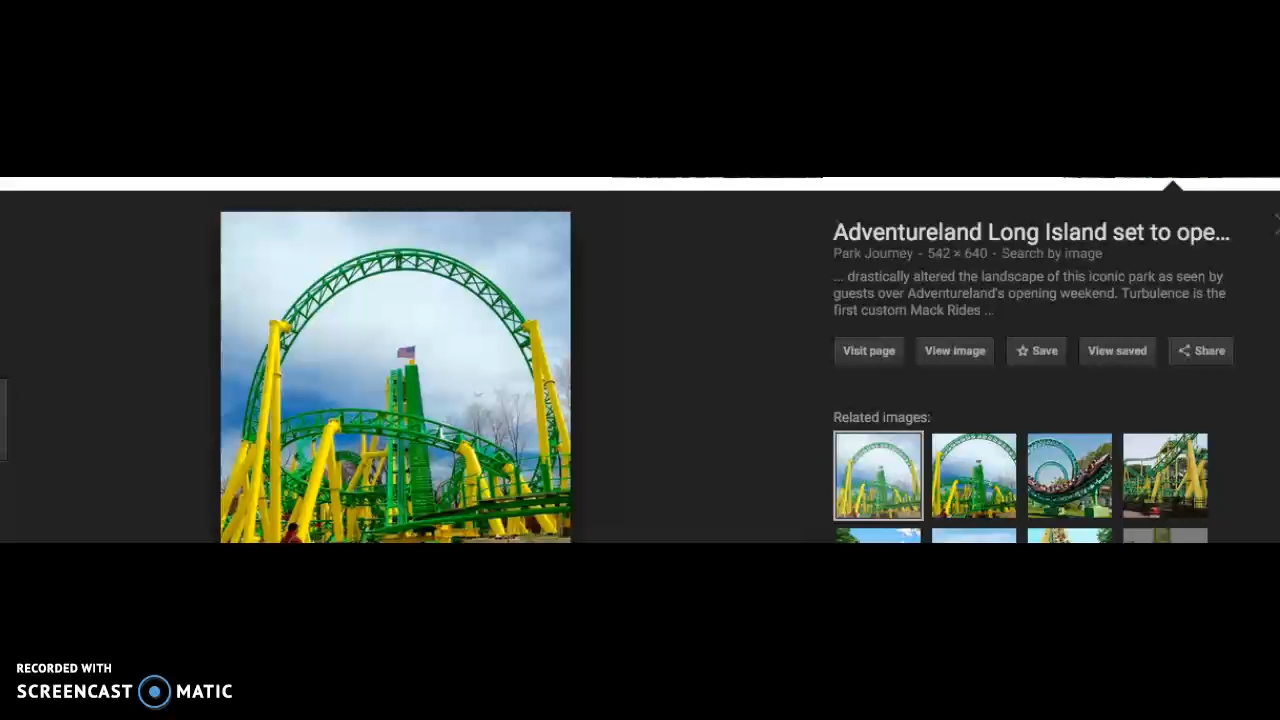 Adventureland Long Island set to ope...
Park Journey - 542 × 640 - Search by image
... drastically altered the landscape of this iconic park as seen by
guests over Adventureland's opening weekend. Turbulence is the
first custom Mack Rides ...
Visit page
View image
Save
View saved
Share
Related images:
RECORDED WITH
SCREENCAST MATIC